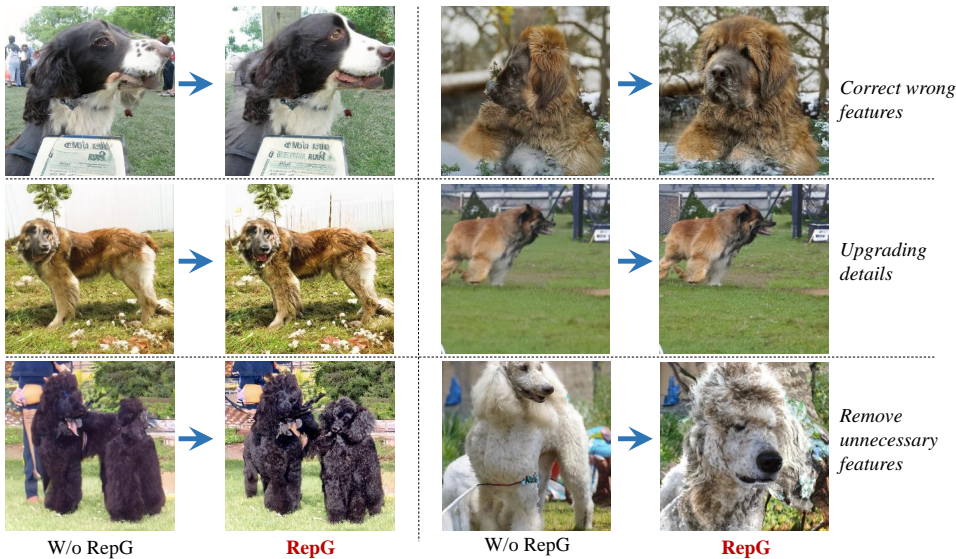 Correct wrong
features
Upgrading
details
Remove
unnecessary
features
W/o RepG
RepG
W/o RepG
RepG